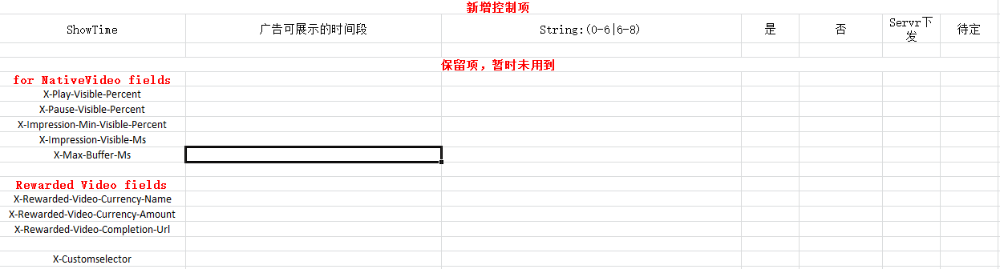 新增控制项
ShowTime 广告可展示的时间段 String:(0-6|6-8) 是 否 Servr下发 待定
保留项，暂时未用到
for NativeVideo fields
X-Play-Visible-Percent
X-Pause-Visible-Percent
X-Impression-Min-Visible-Percent
X-Impression-Visible-Ms
X-Max-Buffer-Ms
Rewarded Video fields
X-Rewarded-Video-Currency-Name
X-Rewarded-Video-Currency-Amount
X-Rewarded-Video-Completion-Url
X-Customselector